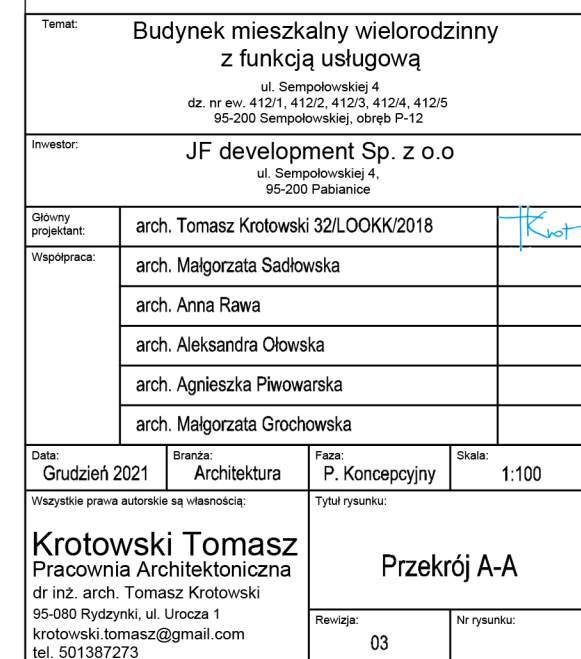 Temat:
Budynek mieszkalny wielorodzinny
z funkcją usługową
ul. Sempołowskiej 4
dz. nr ew. 412/1, 412/2, 412/3, 412/4, 412/5
95-200 Sempołowskiej, obręb P-12
Inwestor:
JF development Sp. z o.o
ul. Sempołowskiej 4,
95-200 Pabianice
Główny
projektant:
arch. Tomasz Krotowski 32/LOOKK/2018
TKrot
Współpraca:
arch. Małgorzata Sadłowska
arch. Anna Rawa
arch. Aleksandra Ołowska
arch. Agnieszka Piwowarska
arch. Małgorzata Grochowska
Data:
Grudzień 2021
Branża:
Architektura
Faza:
P. Koncepcyjny
Skala:
1:100
Wszystkie prawa autorskie są własnością:
Krotowski Tomasz
Pracownia Architektoniczna
dr inż. arch. Tomasz Krotowski
95-080 Rydzynki, ul. Urocza 1
krotowski.tomasz@gmail.com
tel. 501387273
Tytuł rysunku:
Przekrój A-A
Rewizja:
03
Nr rysunku: